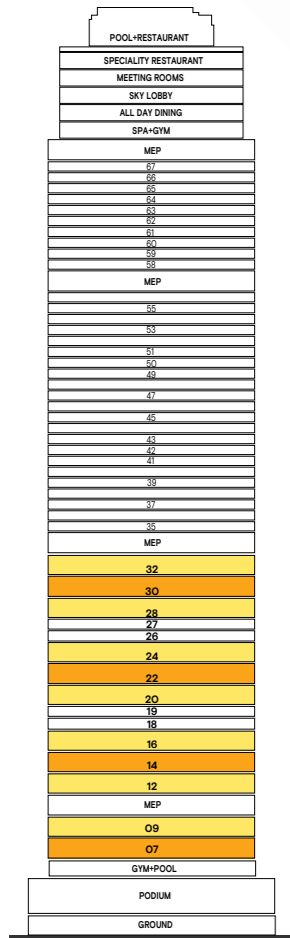 POOL+RESTAURANT
SPECIALITY RESTAURANT
MEETING ROOMS
SKY LOBBY
ALL DAY DINING
SPA+GYM
MEP
67
66
65
64
63
62
61
60
59
58
MEP
55
53
51
50
49
47
45
43
42
41
39
37
35
MEP
32
30
28
27
26
24
22
20
19
18
16
14
12
MEP
09
07
GYM+POOL
PODIUM
GROUND